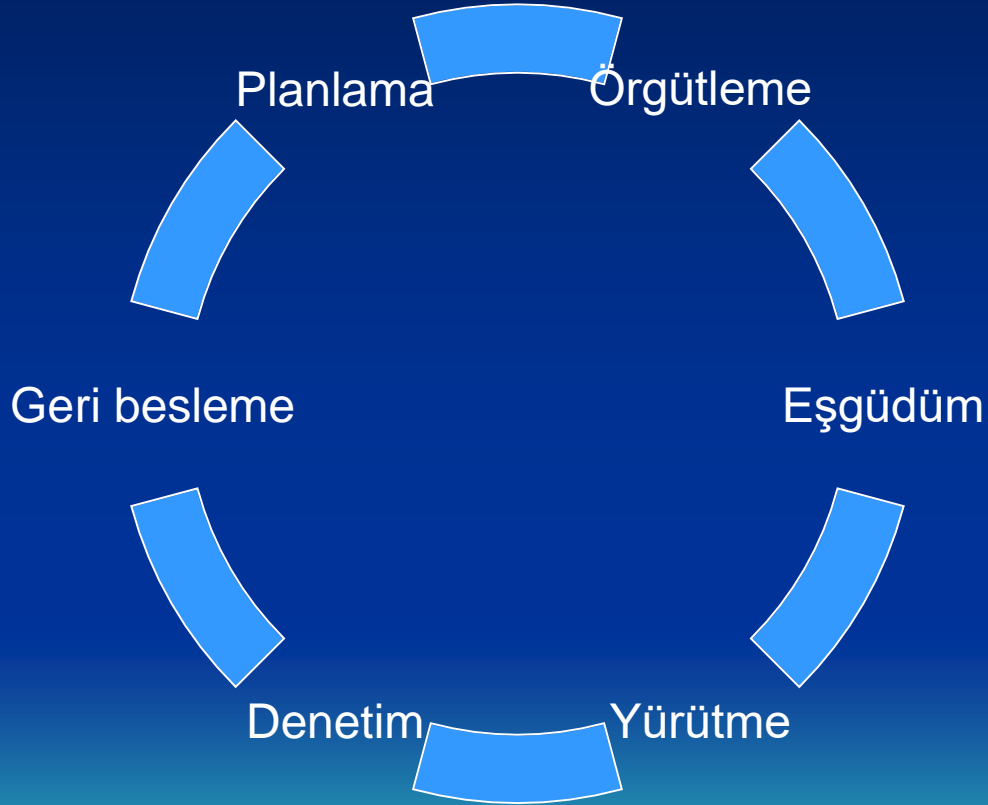 Planlama
Örgütleme
Geri besleme
Eşgüdüm
Denetim
Yürütme